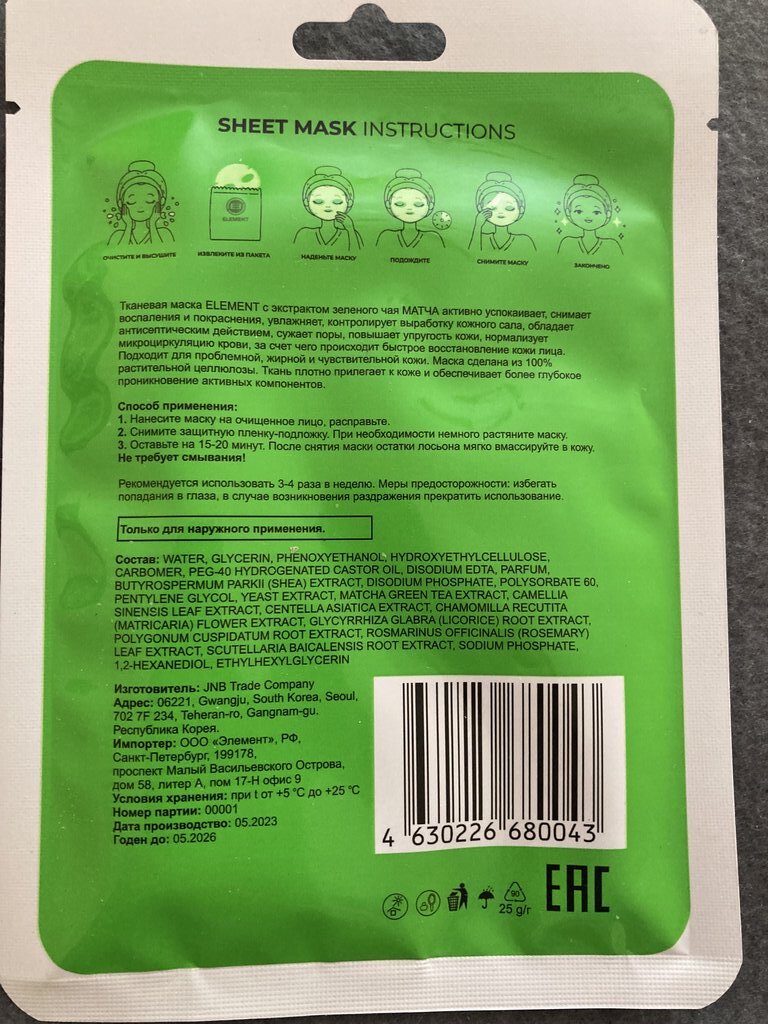 SHEET MASK INSTRUCTIONS
ELEMENT
ОЧИСТИТЕ И ВЫСУШИТЕ
ИЗВЛЕКИТЕ ИЗ ПАКЕТА
НАДЕНЬТЕ МАСКУ
ПОДОЖДИТЕ
СНИМИТЕ МАСКУ
ЗАКОНЧЕНО
Тканевая маска ELEMENT с экстрактом зеленого чая МАТЧА активно успокаивает, снимает
воспаления и покраснения, увлажняет, контролирует выработку кожного сала, обладает
антисептическим действием, сужает поры, повышает упругость кожи, нормализует
микроциркуляцию крови, за счет чего происходит быстрое восстановление кожи лица.
Подходит для проблемной, жирной и чувствительной кожи. Маска сделана из 100%
растительной целлюлозы. Ткань плотно прилегает к коже и обеспечивает более глубокое
проникновение активных компонентов.
Способ применения:
1. Нанесите маску на очищенное лицо, расправьте.
2. Снимите защитную пленку-подложку. При необходимости немного растяните маску.
3. Оставьте на 15-20 минут. После снятия маски остатки лосьона мягко вмассируйте в кожу.
Не требует смывания!
Рекомендуется использовать 3-4 раза в неделю. Меры предосторожности: избегать
попадания в глаза, в случае возникновения раздражения прекратить использование.
Только для наружного применения.
Состав: WATER, GLYCERIN, PHENOXYETHANOL, HYDROXYETHYLCELLULOSE,
CARBOMER, PEG-40 HYDROGENATED CASTOR OIL, DISODIUM EDTA, PARFUM,
BUTYROSPERMUM PARKII (SHEA) EXTRACT, DISODIUM PHOSPHATE, POLYSORBATE 60,
PENTYLENE GLYCOL, YEAST EXTRACT, MATCHA GREEN TEA EXTRACT, CAMELLIA
SINENSIS LEAF EXTRACT, CENTELLA ASIATICA EXTRACT, CHAMOMILLA RECUTITA
(MATRICARIA) FLOWER EXTRACT, GLYCYRRHIZA GLABRA (LICORICE) ROOT EXTRACT,
POLYGONUM CUSPIDATUM ROOT EXTRACT, ROSMARINUS OFFICINALIS (ROSEMARY)
LEAF EXTRACT, SCUTELLARIA BAICALENSIS ROOT EXTRACT, SODIUM PHOSPHATE,
1,2-HEXANEDIOL, ETHYLHEXYLGLYCERIN
Изготовитель: JNB Trade Company
Адрес: 06221, Gwangju, South Korea, Seoul,
702 7F 234, Teheran-ro, Gangnam-gu.
Республика Корея.
Импортер: ООО «Элемент», РФ,
Санкт-Петербург, 199178,
проспект Малый Васильевского Острова,
дом 58, литер А, пом 17-Н офис 9
Условия хранения: при t от +5 °C до +25 °C
Номер партии: 00001
Дата производство: 05.2023
Годен до: 05.2026
4 630226 680043
90
25 g/г
EAC